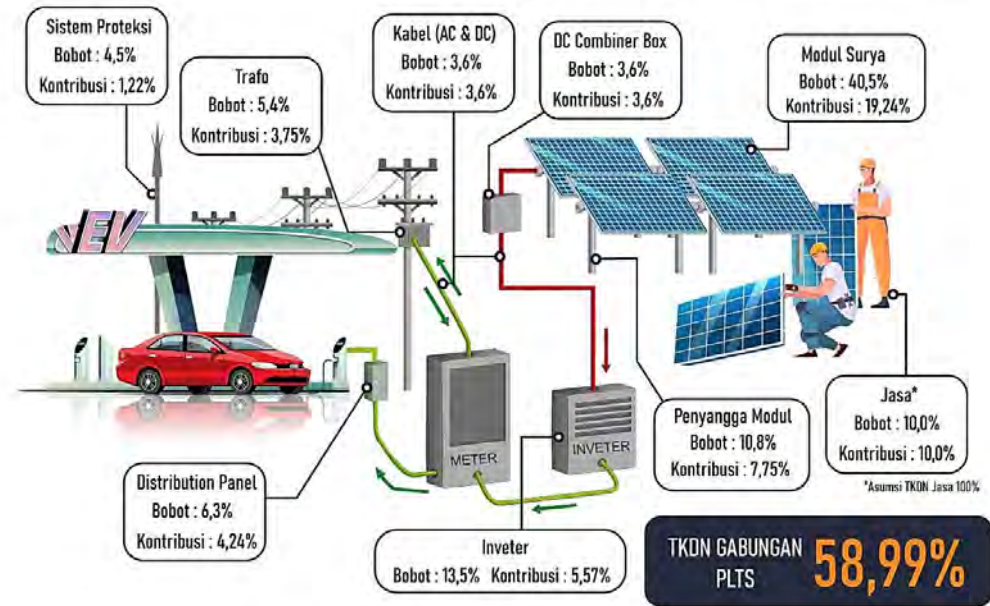 Sistem Proteksi
Bobot : 4,5%
Kontribusi : 1,22%
Trafo
Bobot : 5,4%
Kontribusi : 3,75%
Kabel (AC & DC)
Bobot : 3,6%
Kontribusi : 3,6%
DC Combiner Box
Bobot : 3,6%
Kontribusi : 3,6%
Modul Surya
Bobot : 40,5%
Kontribusi : 19,24%
EV
METER
INVETER
Distribution Panel
Bobot : 6,3%
Kontribusi : 4,24%
Inveter
Bobot : 13,5% Kontribusi : 5,57%
Penyangga Modul
Bobot : 10,8%
Kontribusi : 7,75%
Jasa*
Bobot : 10,0%
Kontribusi : 10,0%
*Asumsi TKDN Jasa 100%
TKDN GABUNGAN
PLTS
58,99%